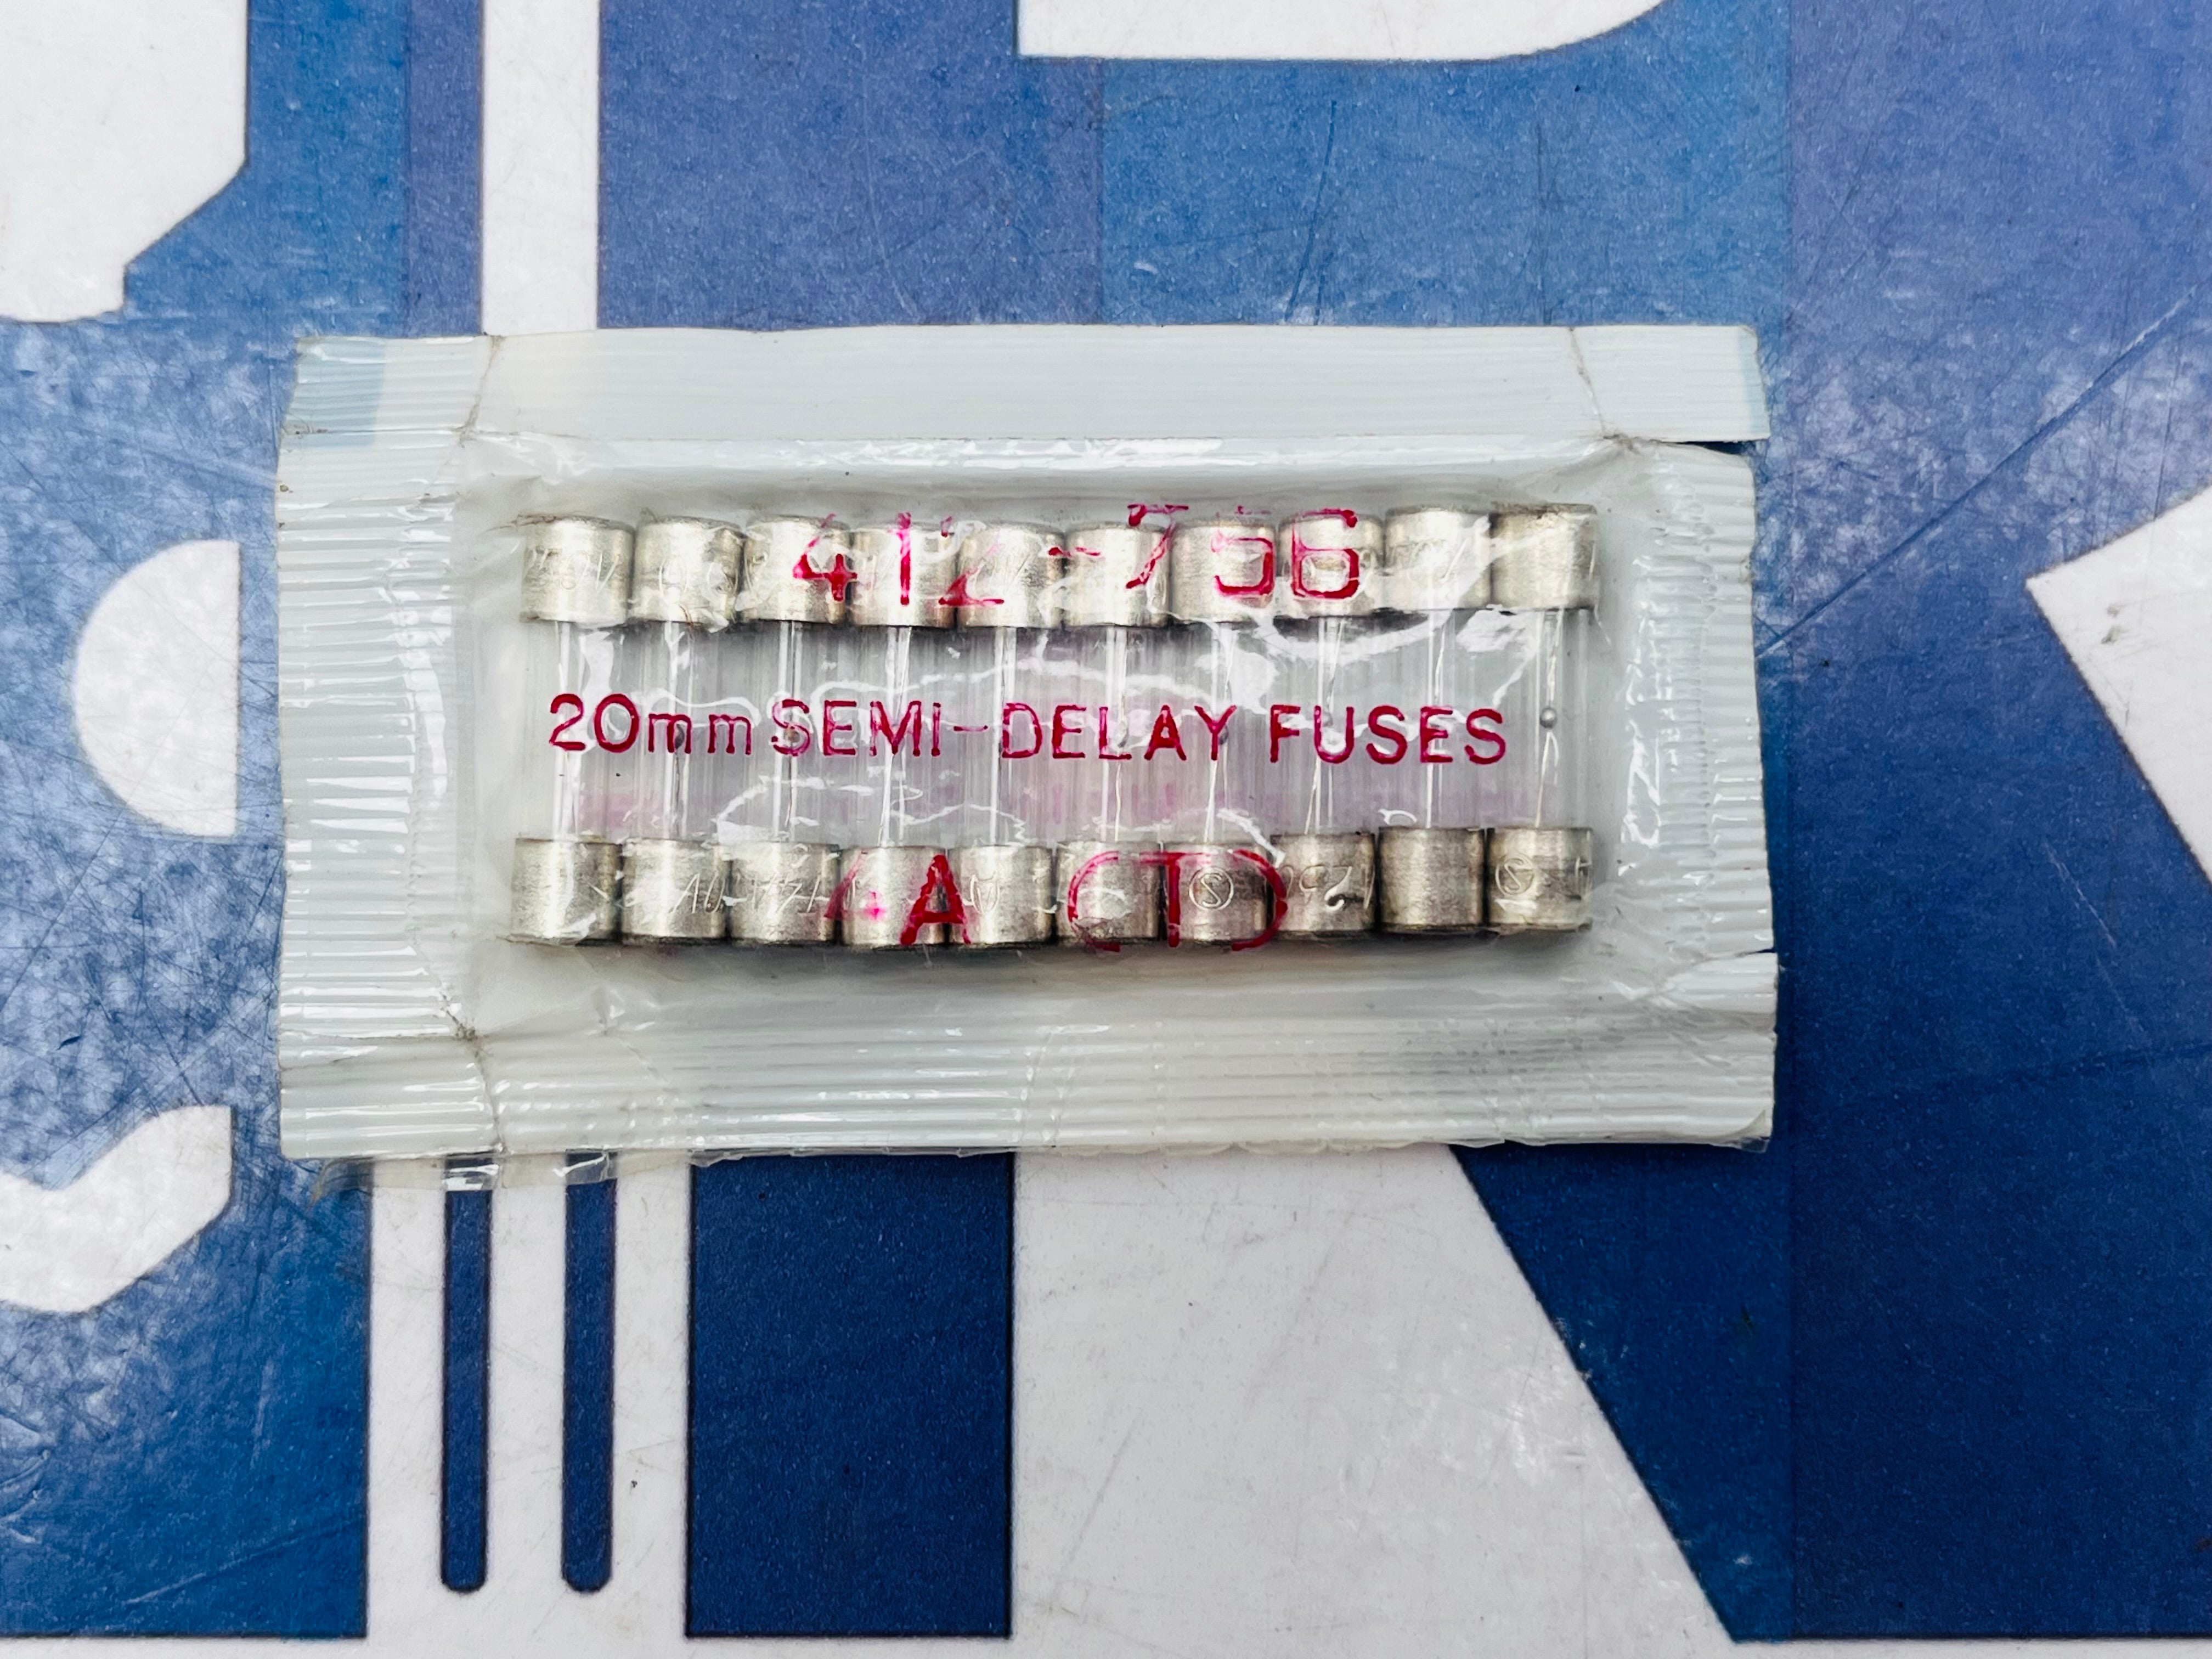 412-756
20mm SEMI-DELAY FUSES
4A (T)